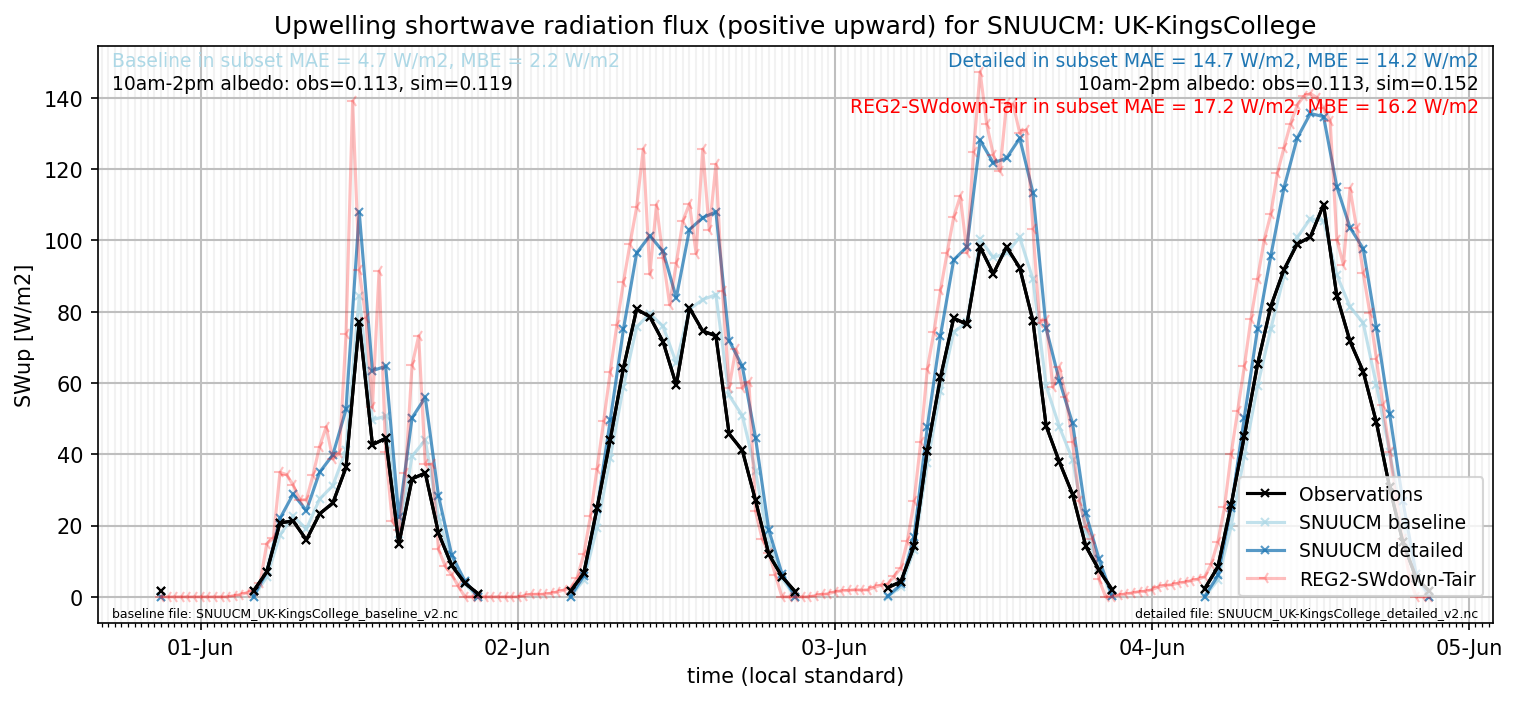 Upwelling shortwave radiation flux (positive upward) for SNUUCM: UK-KingsCollege
Baseline in subset MAE = 4.7 W/m2, MBE = 2.2 W/m2
10am-2pm albedo: obs=0.113, sim=0.119
Detailed in subset MAE = 14.7 W/m2, MBE = 14.2 W/m2
10am-2pm albedo: obs=0.113, sim=0.152
REG2-SWdown-Tair in subset MAE = 17.2 W/m2, MBE = 16.2 W/m2
SWup [W/m2]
140
120
100
80
60
40
20
0
Observations
SNUUCM baseline
SNUUCM detailed
REG2-SWdown-Tair
baseline file: SNUUCM_UK-KingsCollege_baseline_v2.nc
detailed file: SNUUCM_UK-KingsCollege_detailed_v2.nc
01-Jun 02-Jun 03-Jun 04-Jun 05-Jun
time (local standard)